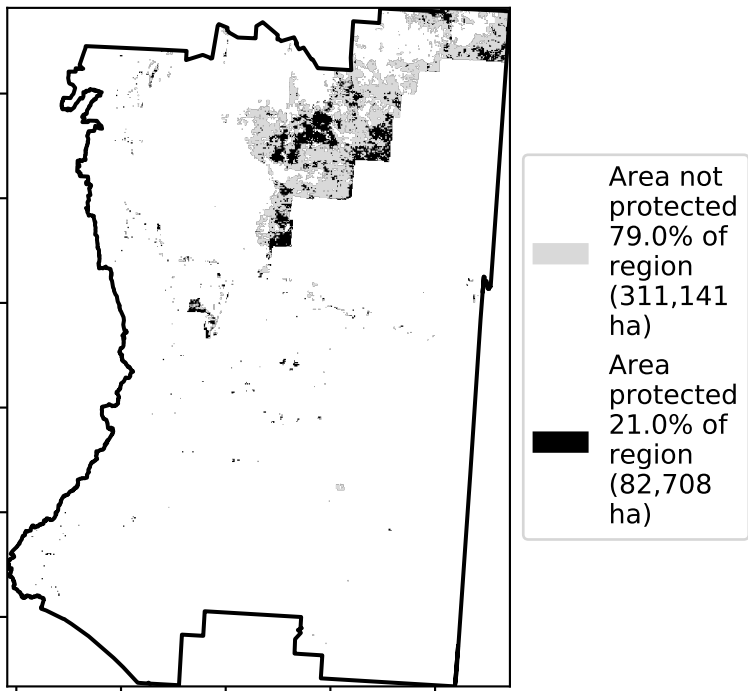 Area not
protected
79.0% of
region
(311,141
ha)
Area
protected
21.0% of
region
(82,708
ha)